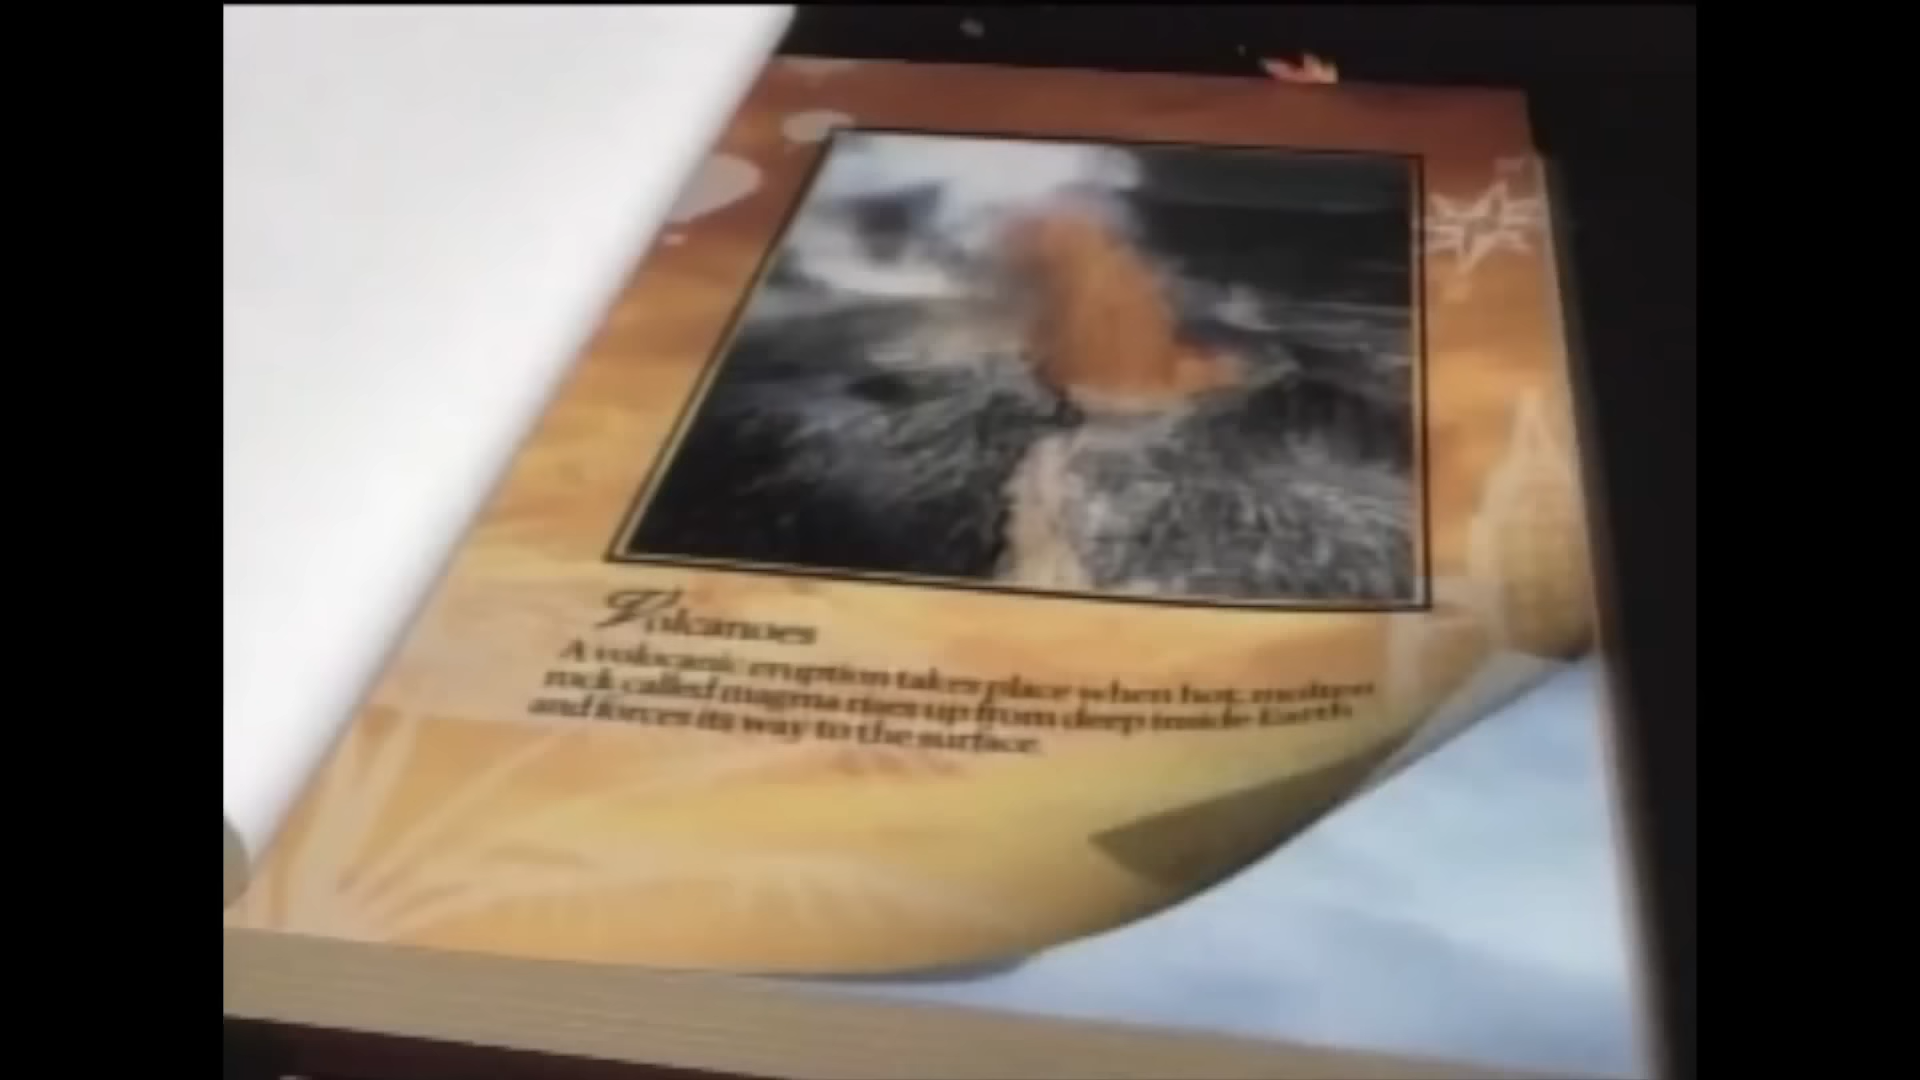 Volcanoes
A volocanic eruption takes place when hot, molten
rock called magma rises up from deep inside Earth
and forces its way to the surface.